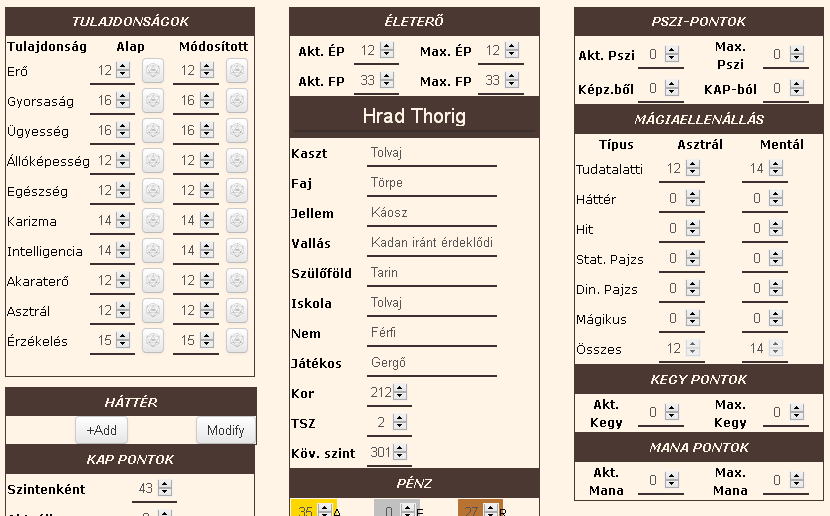 TULAJDONSÁGOK
Tulajdonság Alap Módosított
Erő 12 12
Gyorsaság 16 16
Ügyesség 16 16
Állóképesség 12 12
Egészség 12 12
Karizma 14 14
Intelligencia 14 14
Akaraterő 12 12
Asztrál 12 12
Érzékelés 15 15
HÁTTÉR
+Add Modify
KAP PONTOK
Szintenként 43
ÉLETERŐ
Akt. ÉP 12 Max. ÉP 12
Akt. FP 33 Max. FP 33
Hrad Thorig
Kaszt Tolvaj
Faj Törpe
Jellem Káosz
Vallás Kadan iránt érdeklődi
Szülőföld Tarin
Iskola Tolvaj
Nem Férfi
Játékos Gergő
Kor 212
TSZ 2
Köv. szint 301
PÉNZ
35 A 0 E 27 R
PSZI-PONTOK
Akt. Pszi 0 Max. Pszi 0
Képz.ből 0 KAP-ból 0
MÁGIAELLENÁLLÁS
Típus Asztrál Mentál
Tudatalatti 12 14
Háttér 0 0
Hit 0 0
Stat. Pajzs 0 0
Din. Pajzs 0 0
Mágikus 0 0
Összes 12 14
KEGY PONTOK
Akt. Kegy 0 Max. Kegy 0
MANA PONTOK
Akt. Mana 0 Max. Mana 0